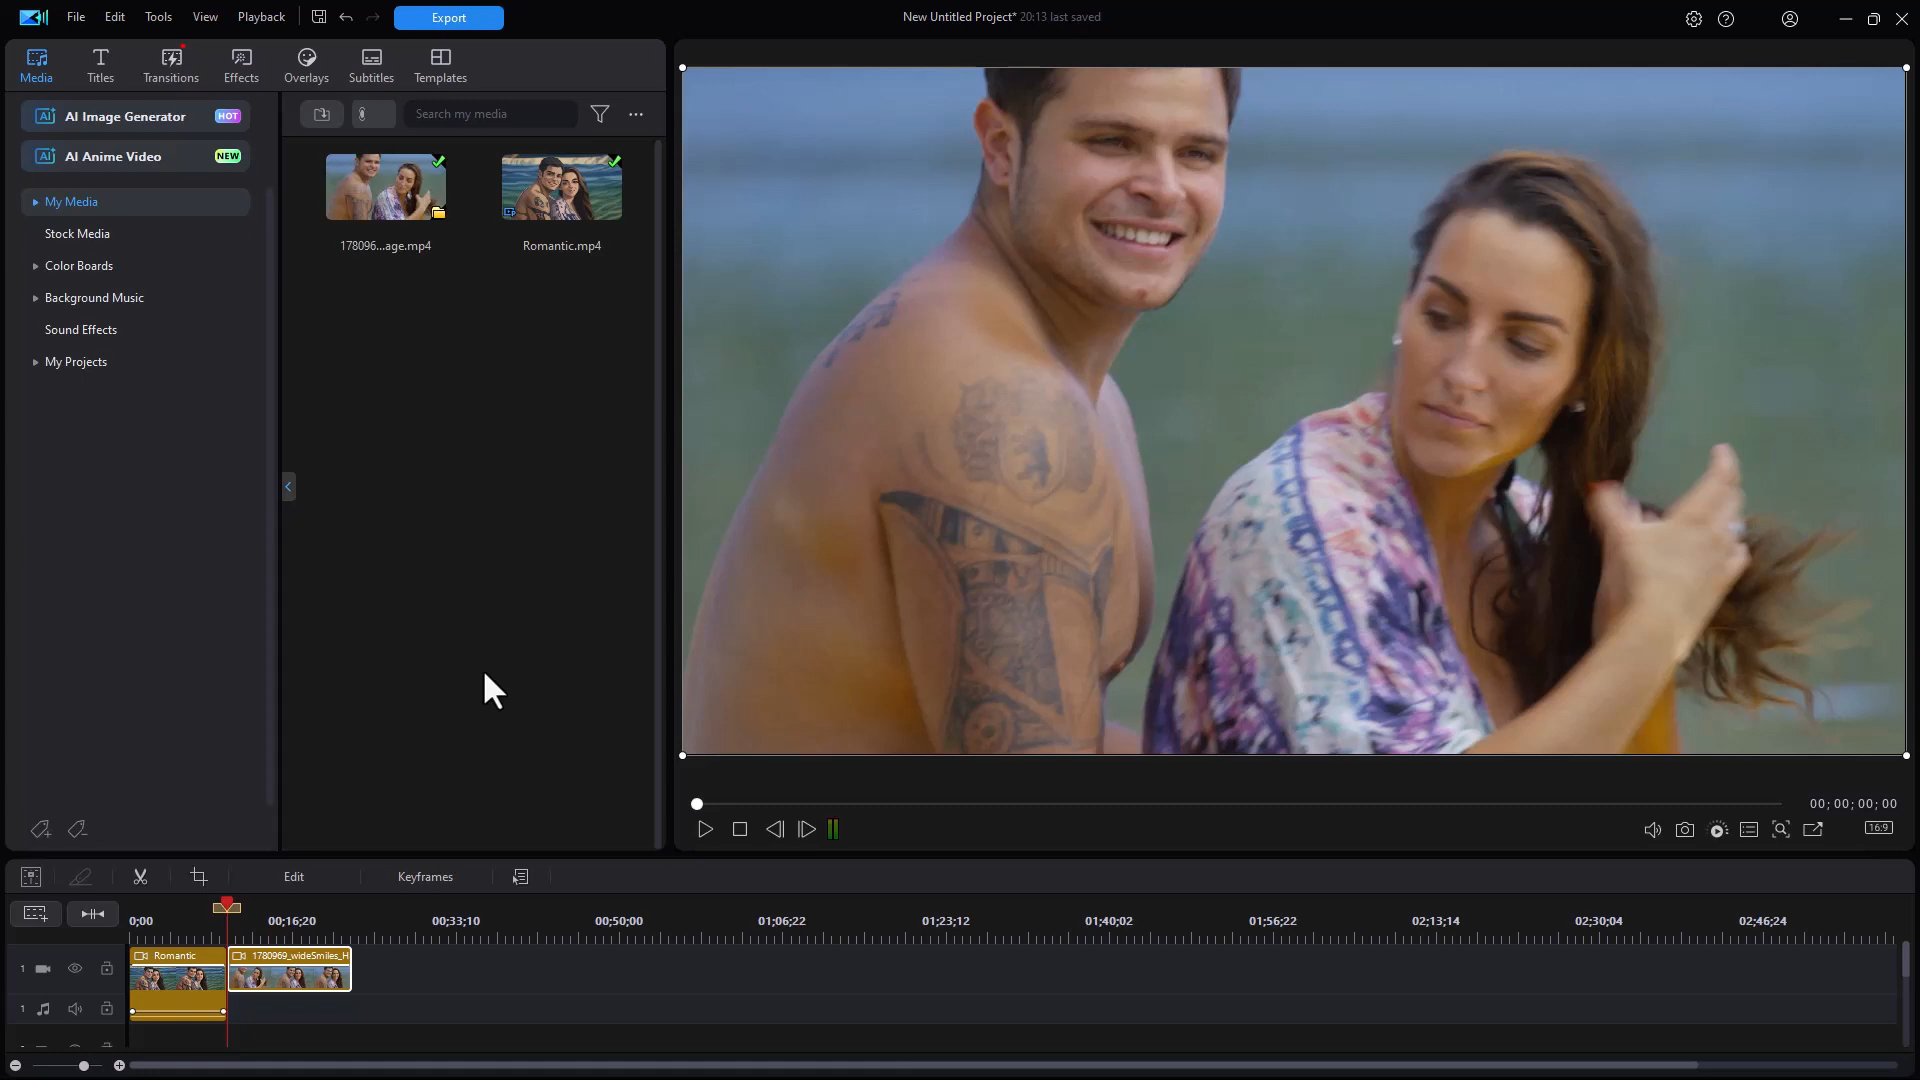 File Edit Tools View Playback Export New Untitled Project* 20:13 last saved
Media Titles Transitions Effects Overlays Subtitles Templates
AI AI Image Generator HOT
Search my media
AI AI Anime Video NEW
My Media
Stock Media
Color Boards
Background Music
Sound Effects
My Projects
178096...age.mp4 Romantic.mp4
00;00;00;00
16:9
Edit Keyframes
0;00 00;16;20 00;33;10 00;50;00 01;06;22 01;23;12 01;40;02 01;56;22 02;13;14 02;30;04 02;46;24
Romantic 1780969_wideSmiles_H
1
1